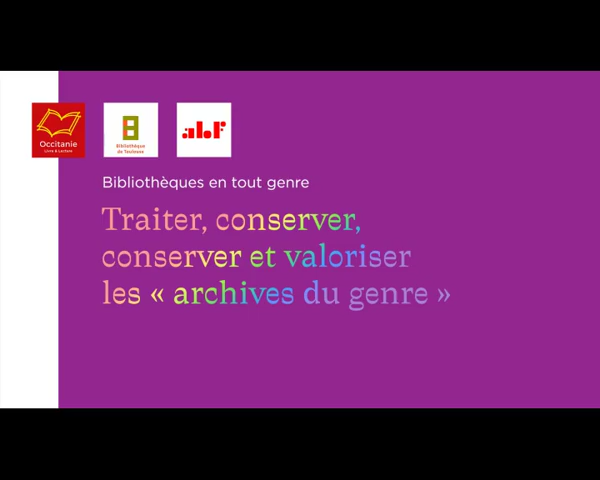 Occitanie
Livre & Lecture
Bibliothèque
de Toulouse
abf
Bibliothèques en tout genre
Traiter, conserver,
conserver et valoriser
les « archives du genre »